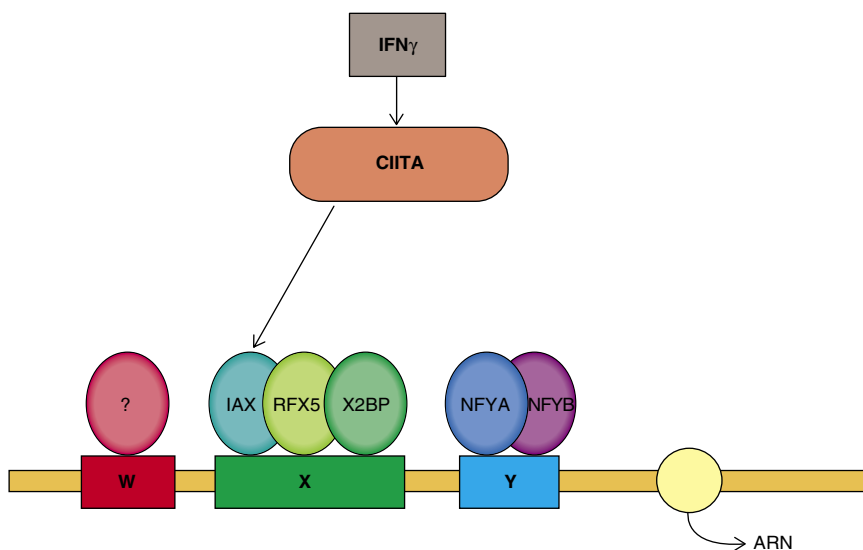 IFNγ
CIITA
?
IAX
RFX5
X2BP
NFYA
NFYB
W
X
Y
ARN